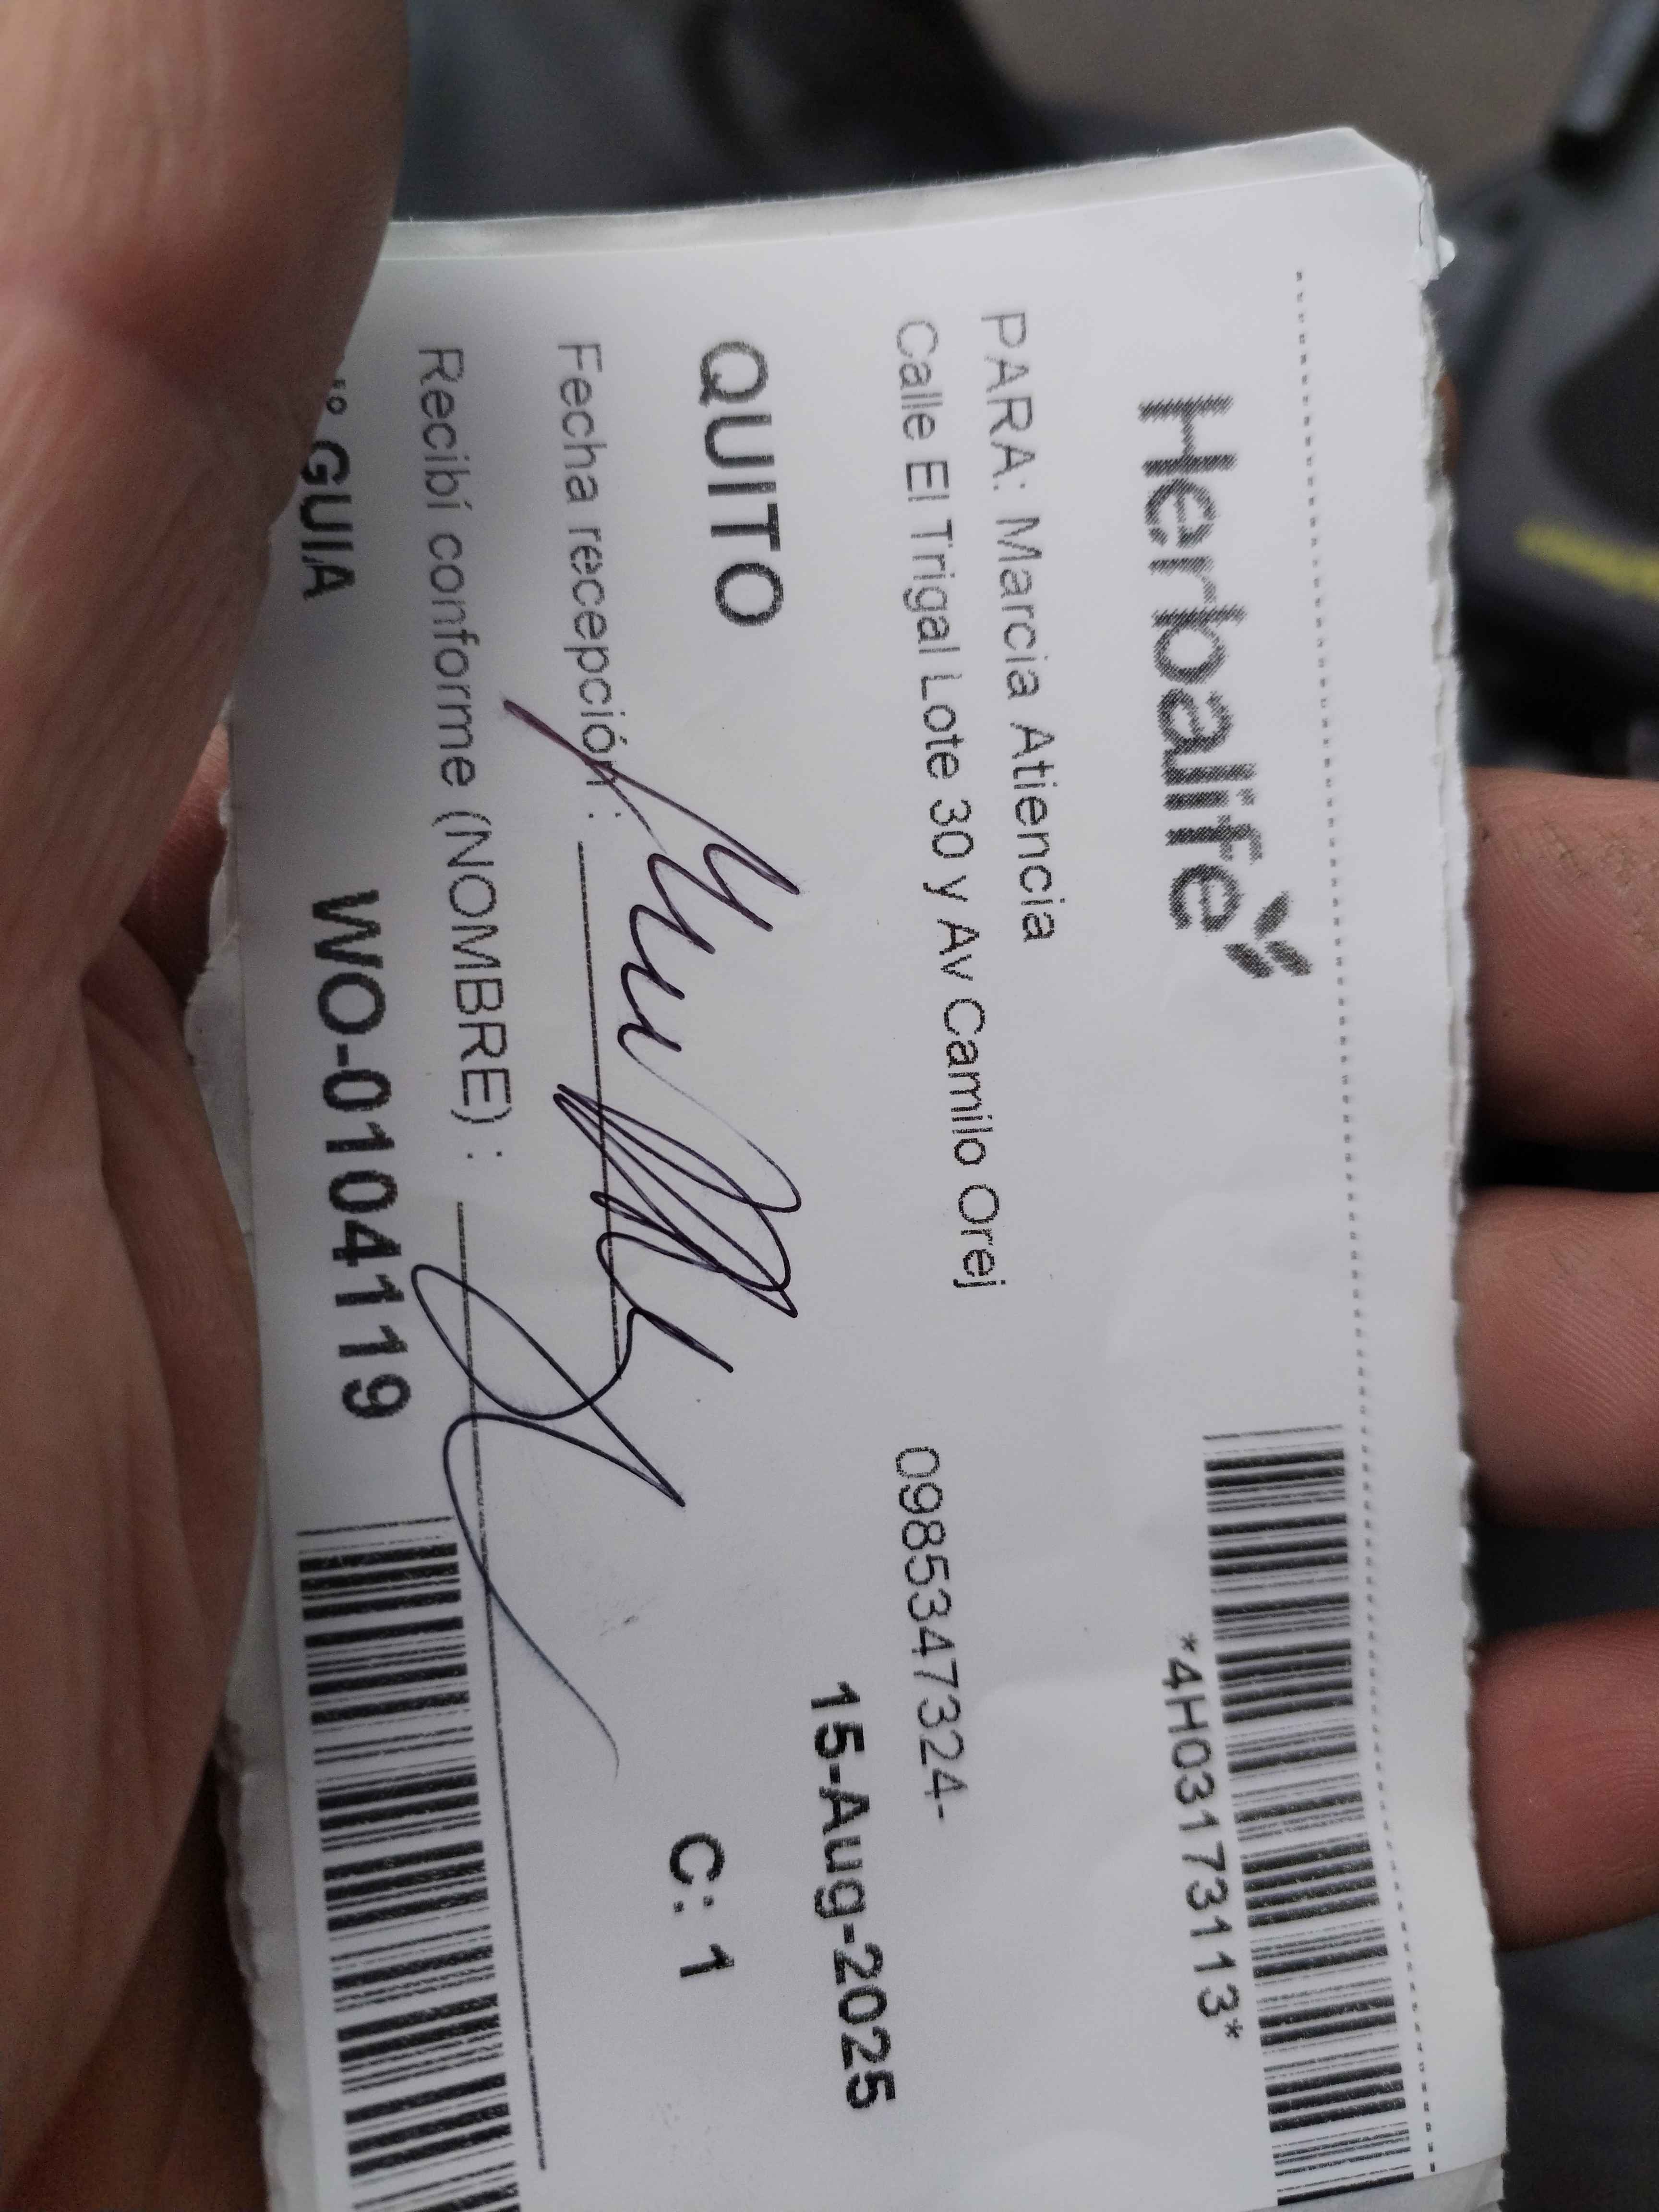 Herbalife
*4H03173113*
PARA: Marcia Atiencia
Calle El Trigal Lote 30 y Av Camilo Orej
0985347324-
15-Aug-2025
QUITO
C: 1
Fecha recepción :
Recibí conforme (NOMBRE) :
GUIA WO-0104119